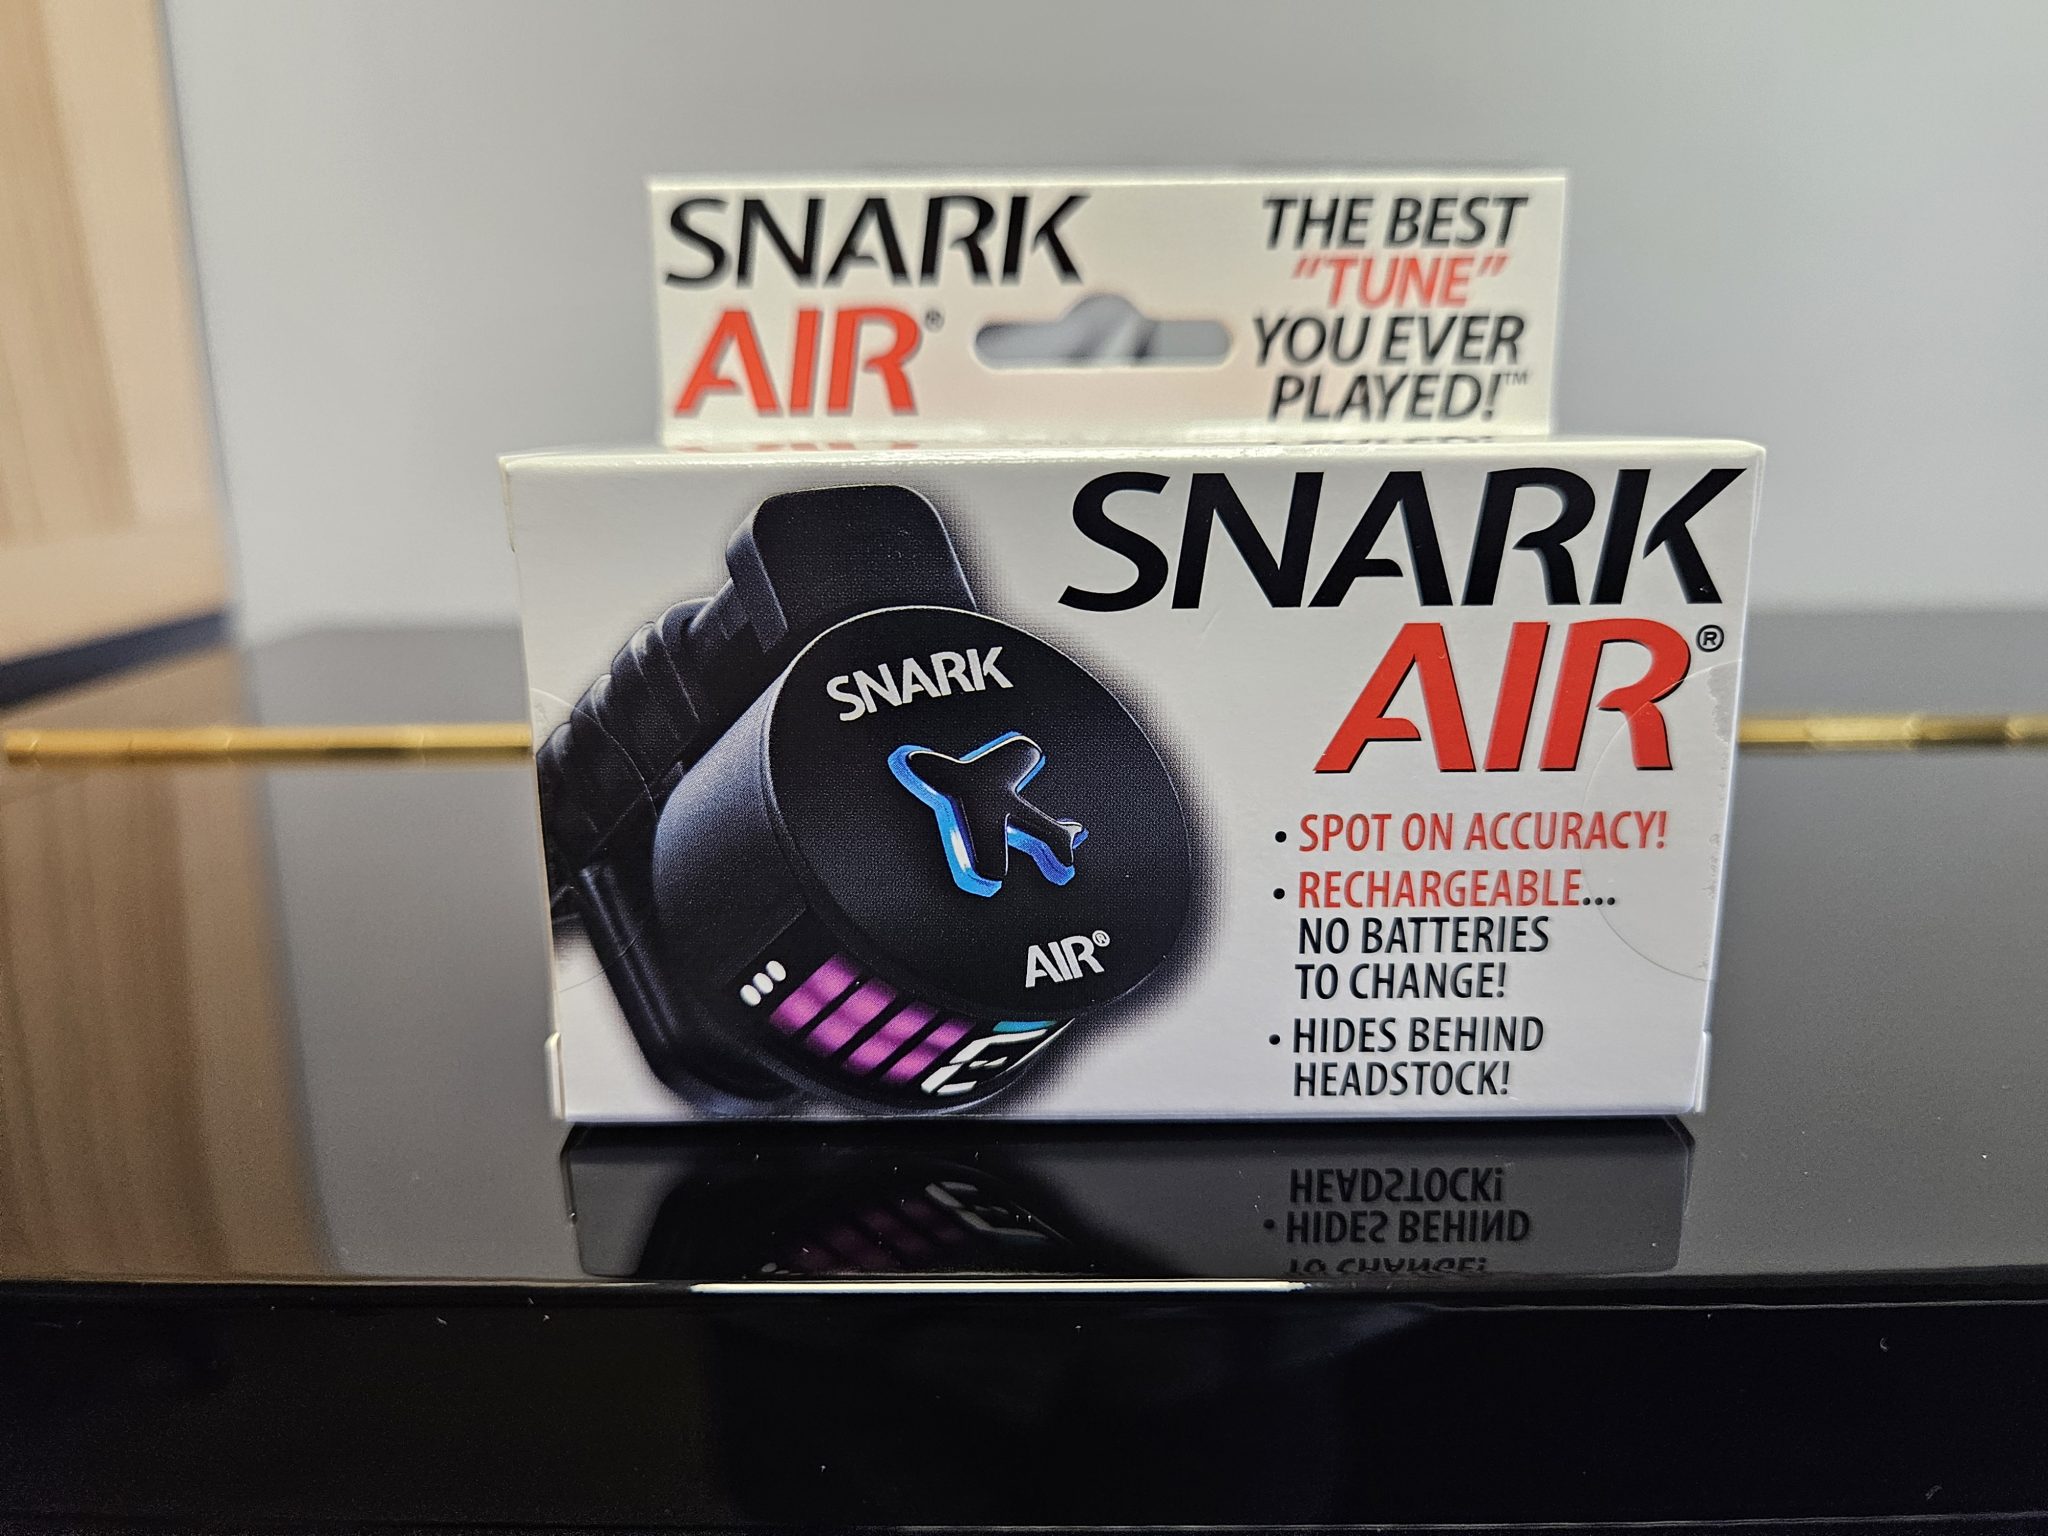 SNARK
AIR®
THE BEST
"TUNE"
YOU EVER
PLAYED!™
SNARK
AIR®
SNARK
AIR®
• SPOT ON ACCURACY!
• RECHARGEABLE...
NO BATTERIES
TO CHANGE!
• HIDES BEHIND
HEADSTOCK!
E